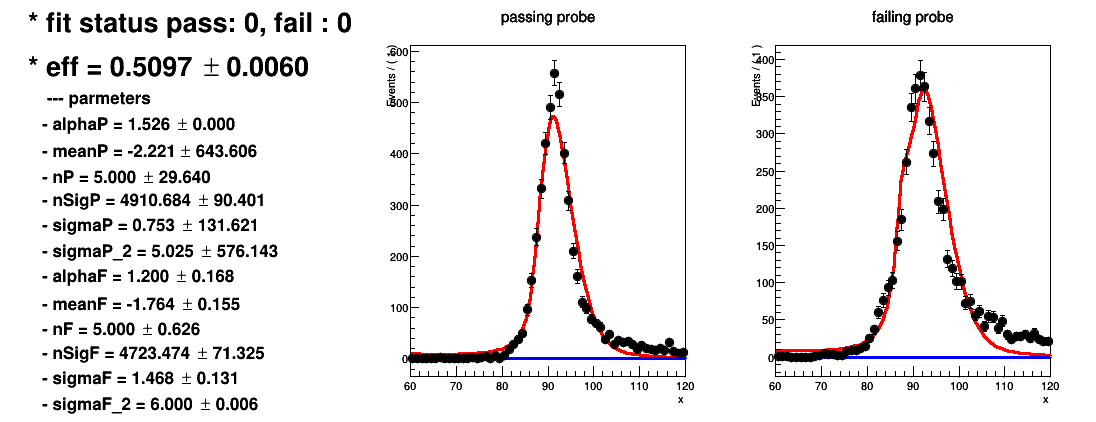 * fit status pass: 0, fail : 0
* eff = 0.5097 ± 0.0060
--- parmeters
- alphaP = 1.526 ± 0.000
- meanP = -2.221 ± 643.606
- nP = 5.000 ± 29.640
- nSigP = 4910.684 ± 90.401
- sigmaP = 0.753 ± 131.621
- sigmaP_2 = 5.025 ± 576.143
- alphaF = 1.200 ± 0.168
- meanF = -1.764 ± 0.155
- nF = 5.000 ± 0.626
- nSigF = 4723.474 ± 71.325
- sigmaF = 1.468 ± 0.131
- sigmaF_2 = 6.000 ± 0.006
passing probe
Events / ( 1 )
600
500
400
300
200
100
0
60 70 80 90 100 110 120
x
failing probe
Events / ( 1 )
400
350
300
250
200
150
100
50
0
60 70 80 90 100 110 120
x